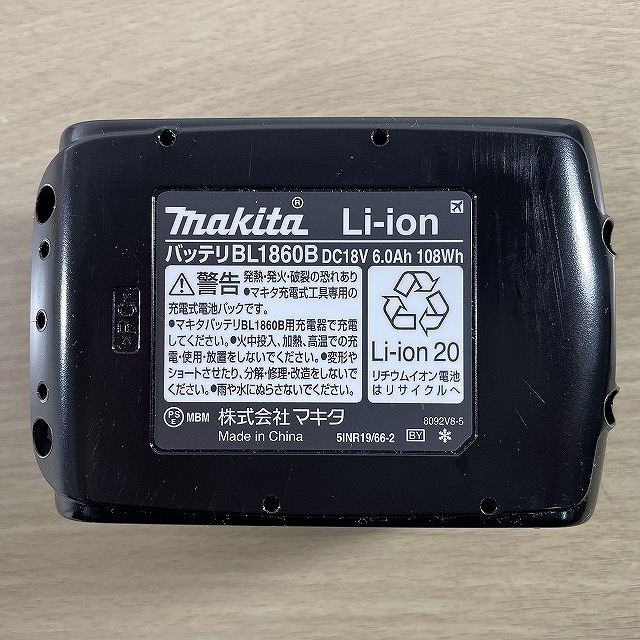 makita® Li-ion
バッテリBL1860B DC18V 6.0Ah 108Wh
警告 発熱・発火・破裂の恐れあり
●マキタ充電式工具専用の
充電式電池パックです。
●マキタバッテリBL1860B用充電器で充電
してください。●火中投入、加熱、高温での充
電・使用・放置をしないでください。●変形や
ショートさせたり、分解・修理・改造をしないで
ください。●雨や水にぬらさないでください。
Li-ion 20
リチウムイオン電池
はリサイクルへ
PSE MBM 株式会社マキタ
8092V8-5
Made in China 5INR19/66-2 BY